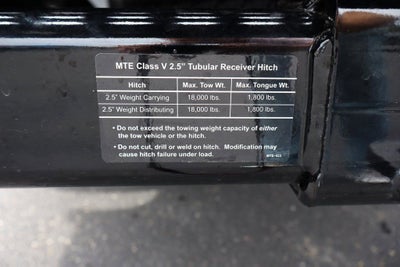 MTE Class V 2.5" Tubular Receiver Hitch
Hitch Max. Tow Wt. Max. Tongue Wt.
2.5" Weight Carrying 18,000 lbs. 1,800 lbs.
2.5" Weight Distributing 18,000 lbs. 1,800 lbs.
• Do not exceed the towing weight capacity of either
the tow vehicle or the hitch.
• Do not cut, drill or weld on hitch. Modification may
cause hitch failure under load.